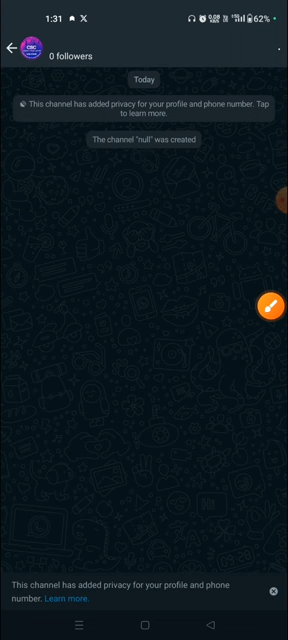 1:31
62%
CSC
0 followers
Today
This channel has added privacy for your profile and phone number. Tap
to learn more.
The channel "null" was created
This channel has added privacy for your profile and phone
number. Learn more.